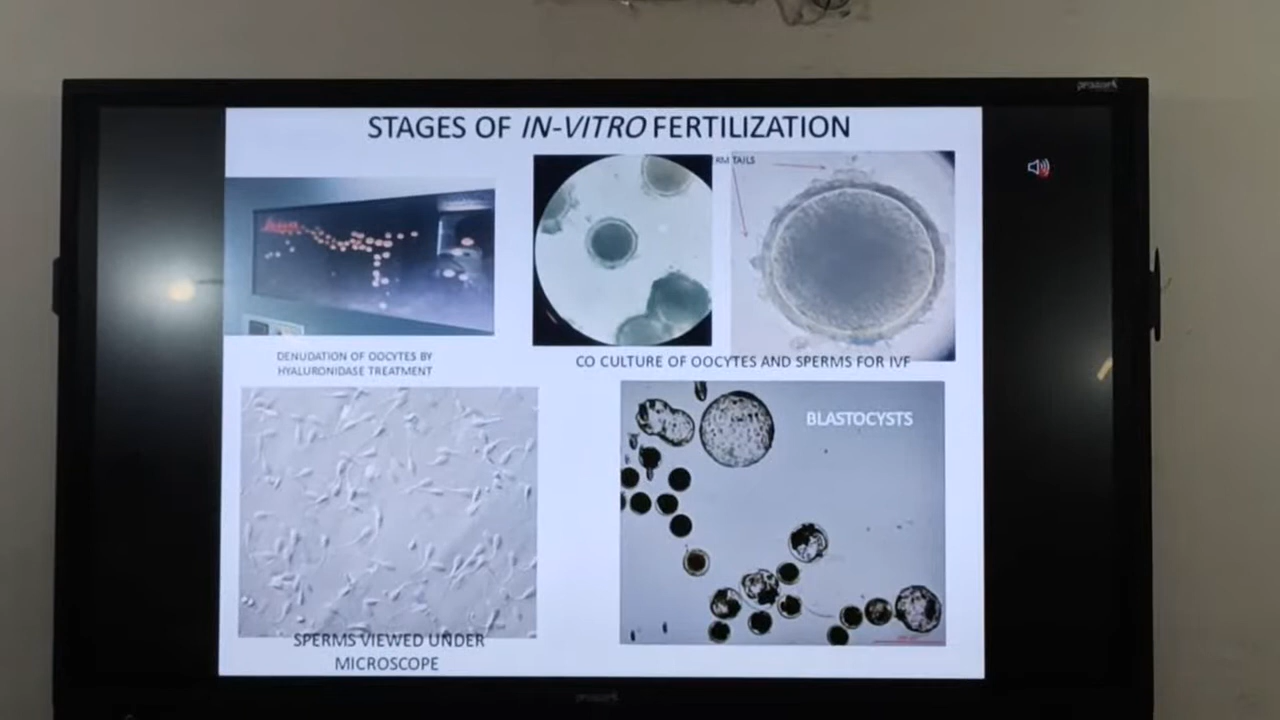 STAGES OF IN-VITRO FERTILIZATION
RM TAILS
DENUDATION OF OOCYTES BY
HYALURONIDASE TREATMENT
CO CULTURE OF OOCYTES AND SPERMS FOR IVF
BLASTOCYSTS
SPERMS VIEWED UNDER
MICROSCOPE